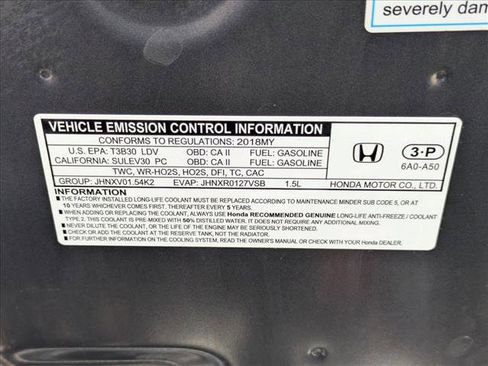 severely dam
VEHICLE EMISSION CONTROL INFORMATION
CONFORMS TO REGULATIONS: 2018MY
U.S. EPA: T3B30 LDV OBD: CA II FUEL: GASOLINE
CALIFORNIA: SULEV30 PC OBD: CA II FUEL: GASOLINE
TWC, WR-HO2S, HO2S, DFI, TC, CAC
GROUP: JHNXV01.54K2 EVAP: JHNXR0127VSB 1.5L
3-P
6A0-A50
HONDA MOTOR CO., LTD.
INFORMATION
■ THE FACTORY INSTALLED LONG-LIFE COOLANT MUST BE REPLACED ACCORDING TO MAINTENANCE MINDER SUB CODE 5, OR AT
10 YEARS WHICHEVER COMES FIRST. THEREAFTER EVERY 5 YEARS.
■ WHEN ADDING OR REPLACING THE COOLANT, ALWAYS USE Honda RECOMMENDED GENUINE LONG-LIFE ANTI-FREEZE / COOLANT
TYPE 2. IT IS PRE-MIXED WITH 50% DISTILLED WATER. IT DOES NOT REQUIRE ANY ADDITIONAL MIXING.
■ NEVER DILUTE THE COOLANT, OR THE LIFE OF THE ENGINE MAY BE SERIOUSLY SHORTENED.
■ CHECK OR ADD THE COOLANT AT THE RESERVE TANK, NOT THE RADIATOR.
■ FOR FURTHER INFORMATION ON THE COOLING SYSTEM, READ THE OWNER'S MANUAL OR CHECK WITH YOUR Honda DEALER.